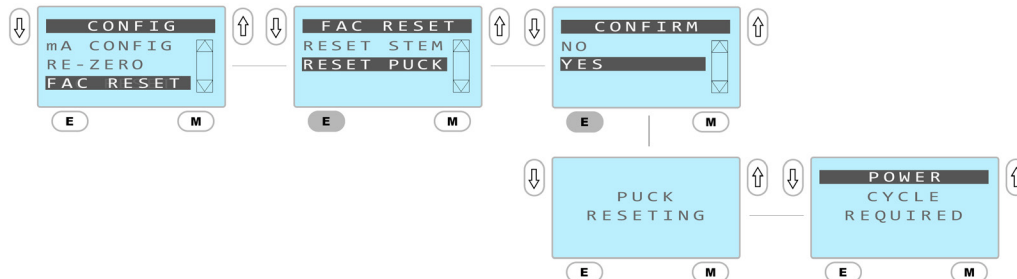 CONFIG
mA CONFIG
RE-ZERO
FAC RESET
E M
FAC RESET
RESET STEM
RESET PUCK
E M
CONFIRM
NO
YES
E M
PUCK
RESETING
E M
POWER
CYCLE
REQUIRED
E M